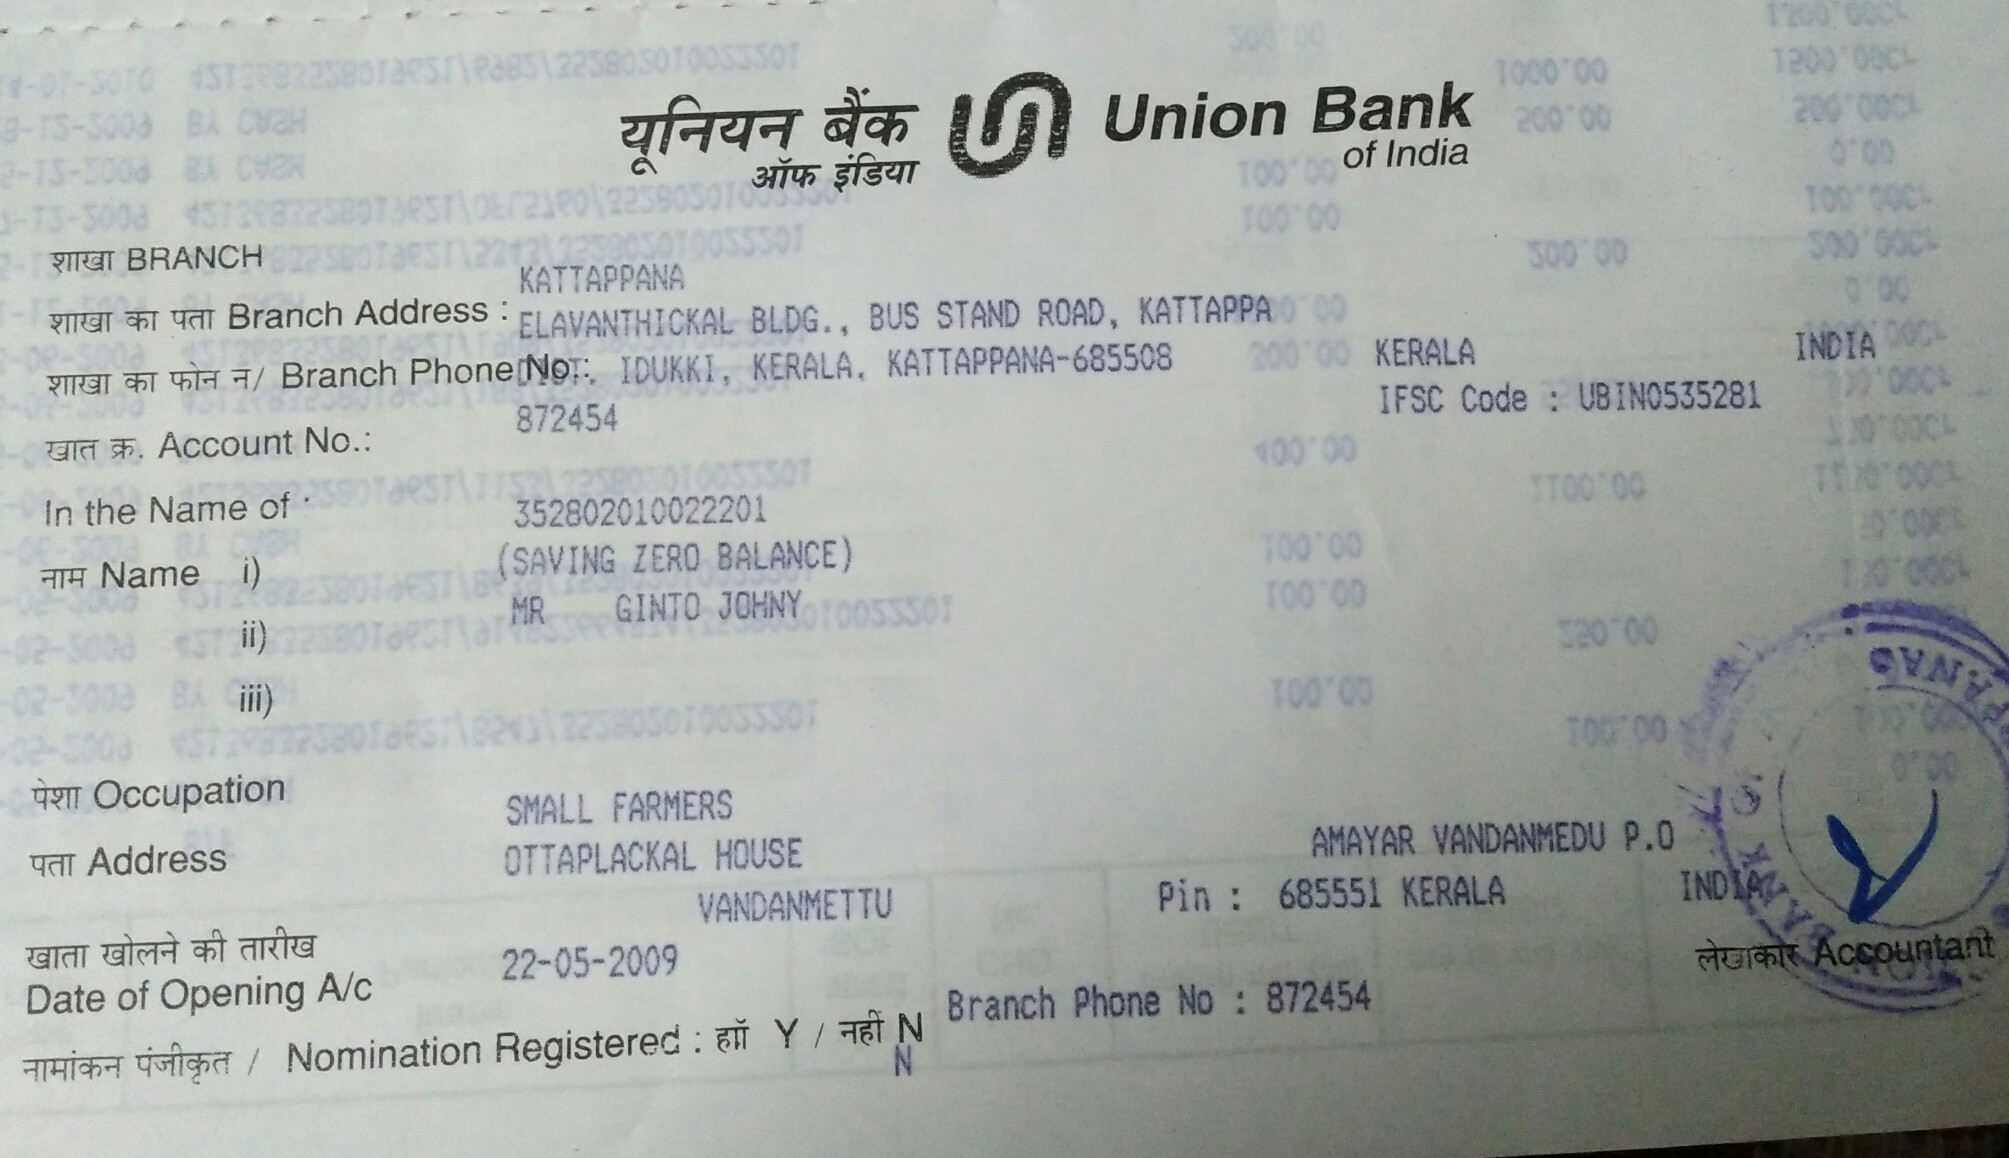 यूनियन बैंक Union Bank
ऑफ इंडिया of India
शाखा BRANCH
KATTAPPANA
शाखा का पता Branch Address :
ELAVANTHICKAL BLDG., BUS STAND ROAD, KATTAPPA
शाखा का फोन न/ Branch Phone No.:
IDUKKI, KERALA, KATTAPPANA-685508 KERALA INDIA
872454 IFSC Code : UBIN0535281
खात क्र. Account No.:
In the Name of :
352802010022201
(SAVING ZERO BALANCE)
नाम Name i)
MR GINTO JOHNY
ii)
iii)
पेशा Occupation
SMALL FARMERS
पता Address
OTTAPLACKAL HOUSE AMAYAR VANDANMEDU P.O
VANDANMETTU Pin : 685551 KERALA INDIA
खाता खोलने की तारीख
Date of Opening A/c
22-05-2009
लेखाकार Accountant
Branch Phone No : 872454
नामांकन पंजीकृत / Nomination Registered : हाॅ Y / नहीं N
N